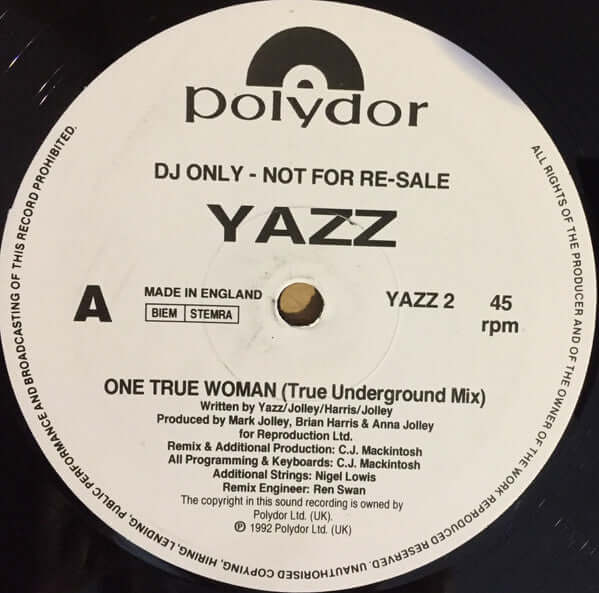 polydor
DJ ONLY - NOT FOR RE-SALE
YAZZ
A
MADE IN ENGLAND
BIEM STEMRA
YAZZ 2
45
rpm
ONE TRUE WOMAN (True Underground Mix)
Written by Yazz/Jolley/Harris/Jolley
Produced by Mark Jolley, Brian Harris & Anna Jolley
for Reproduction Ltd.
Remix & Additional Production: C.J. Mackintosh
All Programming & Keyboards: C.J. Mackintosh
Additional Strings: Nigel Lowis
Remix Engineer: Ren Swan
The copyright in this sound recording is owned by
Polydor Ltd. (UK).
℗ 1992 Polydor Ltd. (UK)
ALL RIGHTS OF THE PRODUCER AND OF THE OWNER OF THE WORK REPRODUCED RESERVED. UNAUTHORISED COPYING, HIRING, LENDING, PUBLIC PERFORMANCE AND BROADCASTING OF THIS RECORD PROHIBITED.